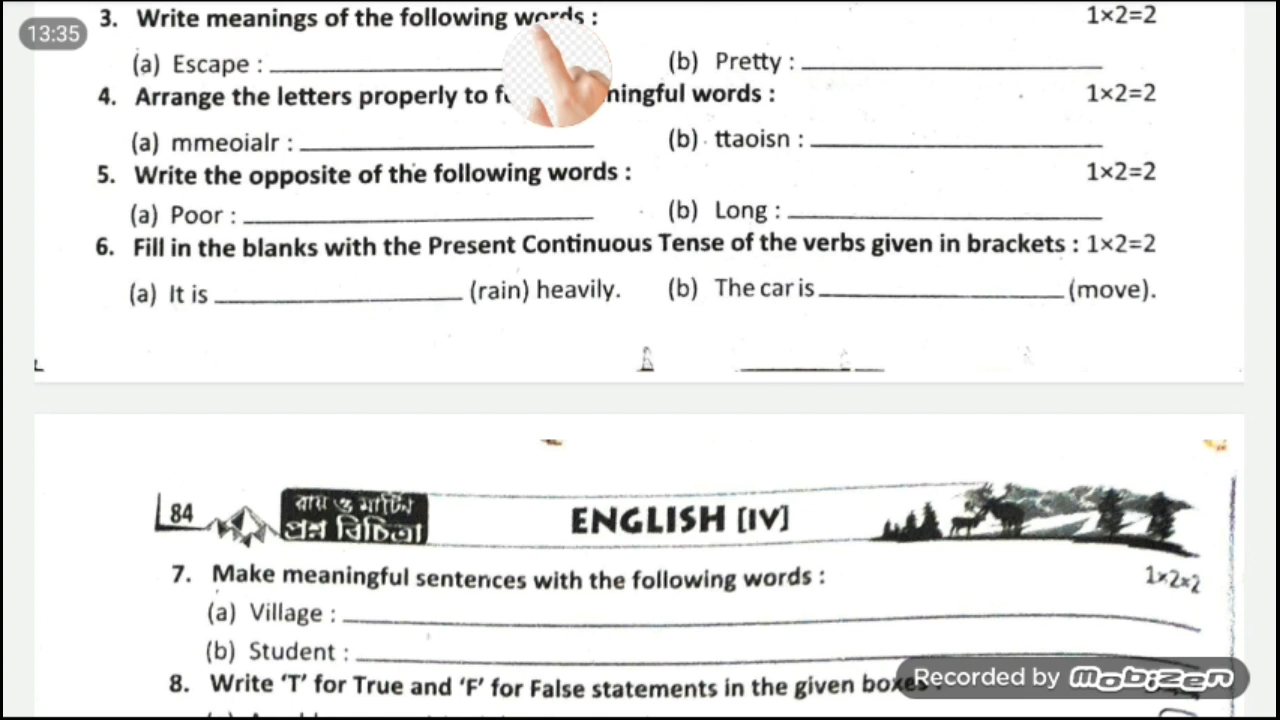 13:35
3. Write meanings of the following words : 1×2=2
(a) Escape : (b) Pretty :
4. Arrange the letters properly to words : 1×2=2
(a) mmeoialr : (b) ttaoisn :
5. Write the opposite of the following words : 1×2=2
(a) Poor : (b) Long :
6. Fill in the blanks with the Present Continuous Tense of the verbs given in brackets : 1×2=2
(a) It is (rain) heavily. (b) The car is (move).
84 রায় ও মার্টিন
প্রশ্ন বিচিত্রা ENGLISH [IV]
7. Make meaningful sentences with the following words : 1×2×2
(a) Village :
(b) Student :
8. Write ‘T’ for True and ‘F’ for False statements in the given
Recorded by mobizen